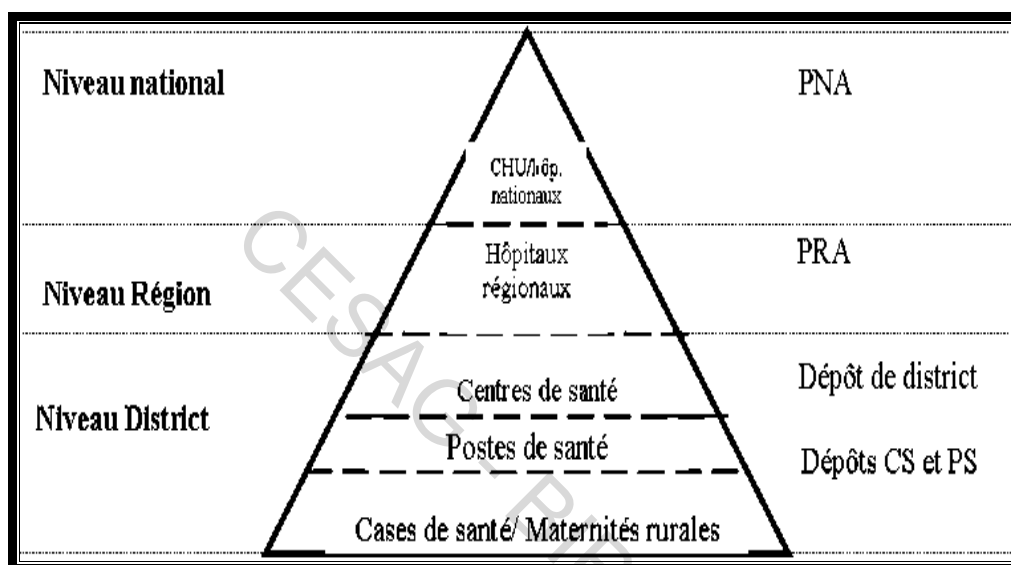 Niveau national
PNA
CHU/hôp.
nationaux
Hôpitaux
régionaux
PRA
Niveau Région
Centres de santé
Dépôt de district
Niveau District
Postes de santé
Dépôts CS et PS
Cases de santé/ Maternités rurales
CESAG